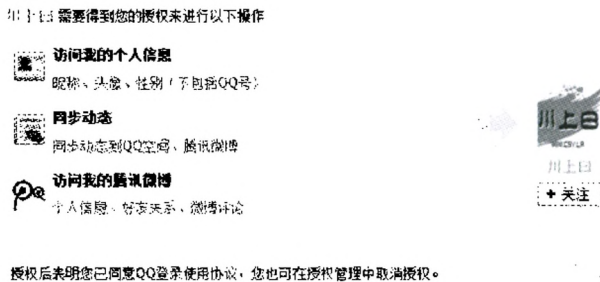 川上曰 需要得到您的授权来进行以下操作
访问我的个人信息
昵称、头像、性别（不包括QQ号）
同步动态
同步动态到QQ空间、腾讯微博
访问我的腾讯微博
个人信息、好友关系、微博评论
川上曰
川上曰
+ 关注
授权后表明您已同意QQ登录使用协议，您也可在授权管理中取消授权。